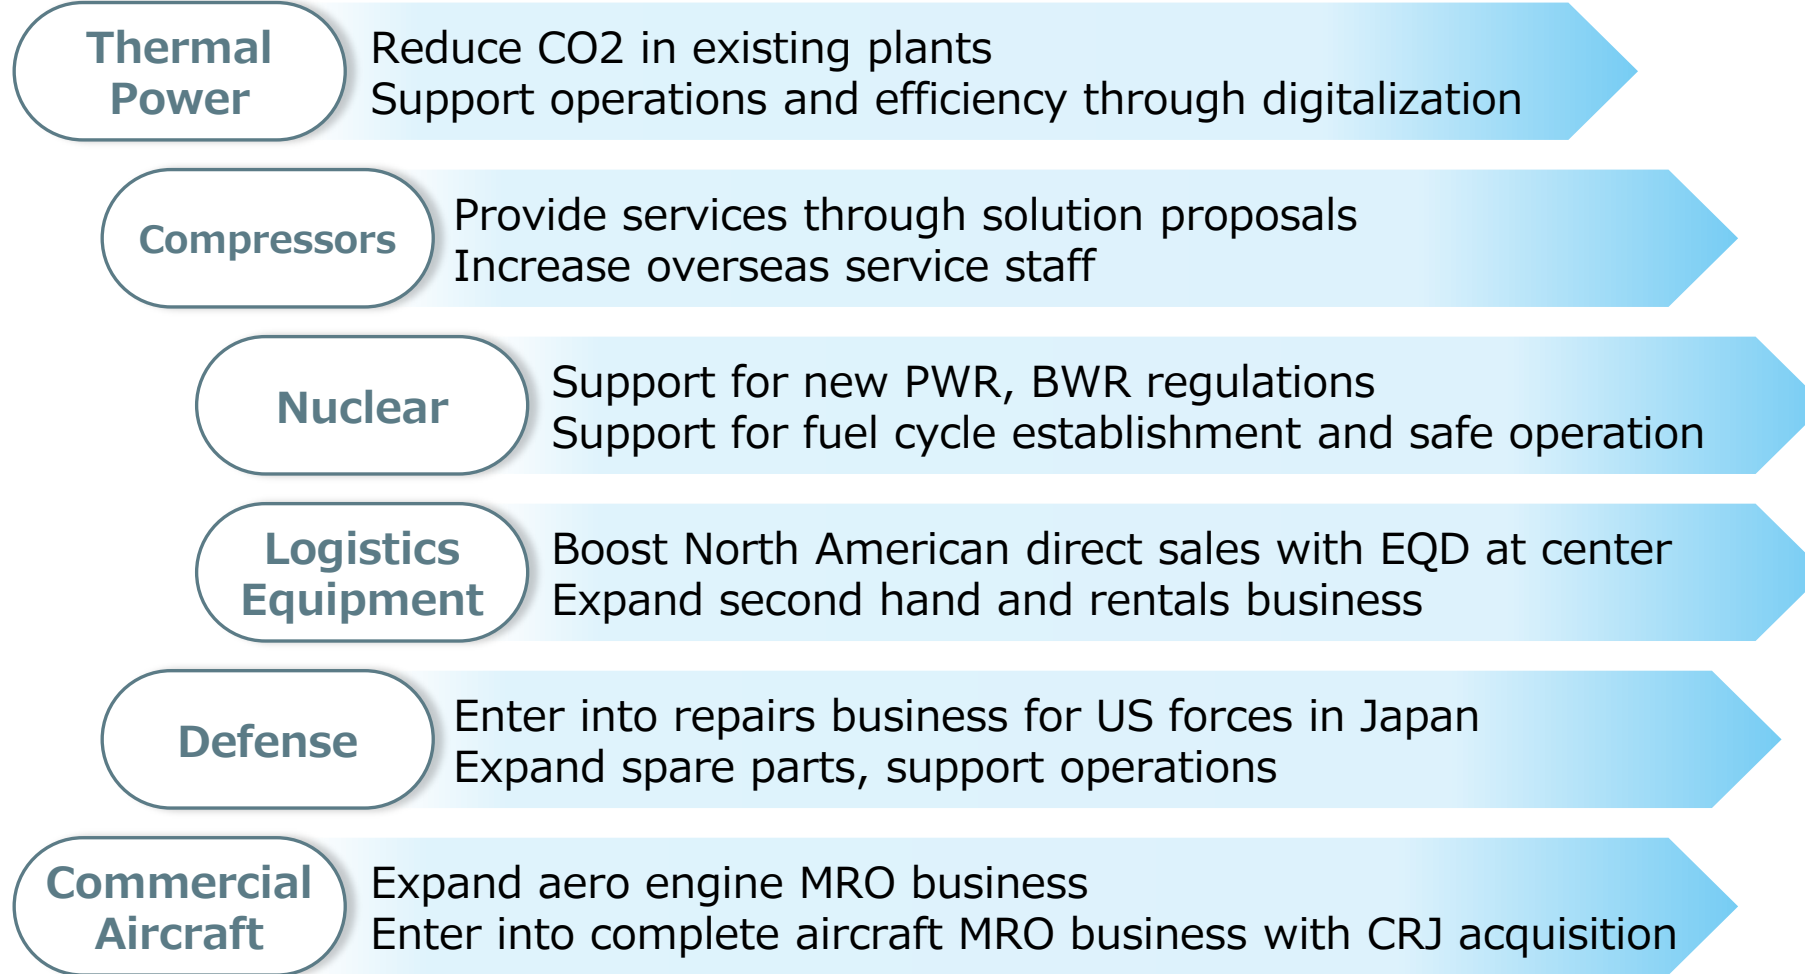 Thermal
Power
Reduce CO2 in existing plants
Support operations and efficiency through digitalization
Compressors
Provide services through solution proposals
Increase overseas service staff
Nuclear
Support for new PWR, BWR regulations
Support for fuel cycle establishment and safe operation
Logistics
Equipment
Boost North American direct sales with EQD at center
Expand second hand and rentals business
Defense
Enter into repairs business for US forces in Japan
Expand spare parts, support operations
Commercial
Aircraft
Expand aero engine MRO business
Enter into complete aircraft MRO business with CRJ acquisition